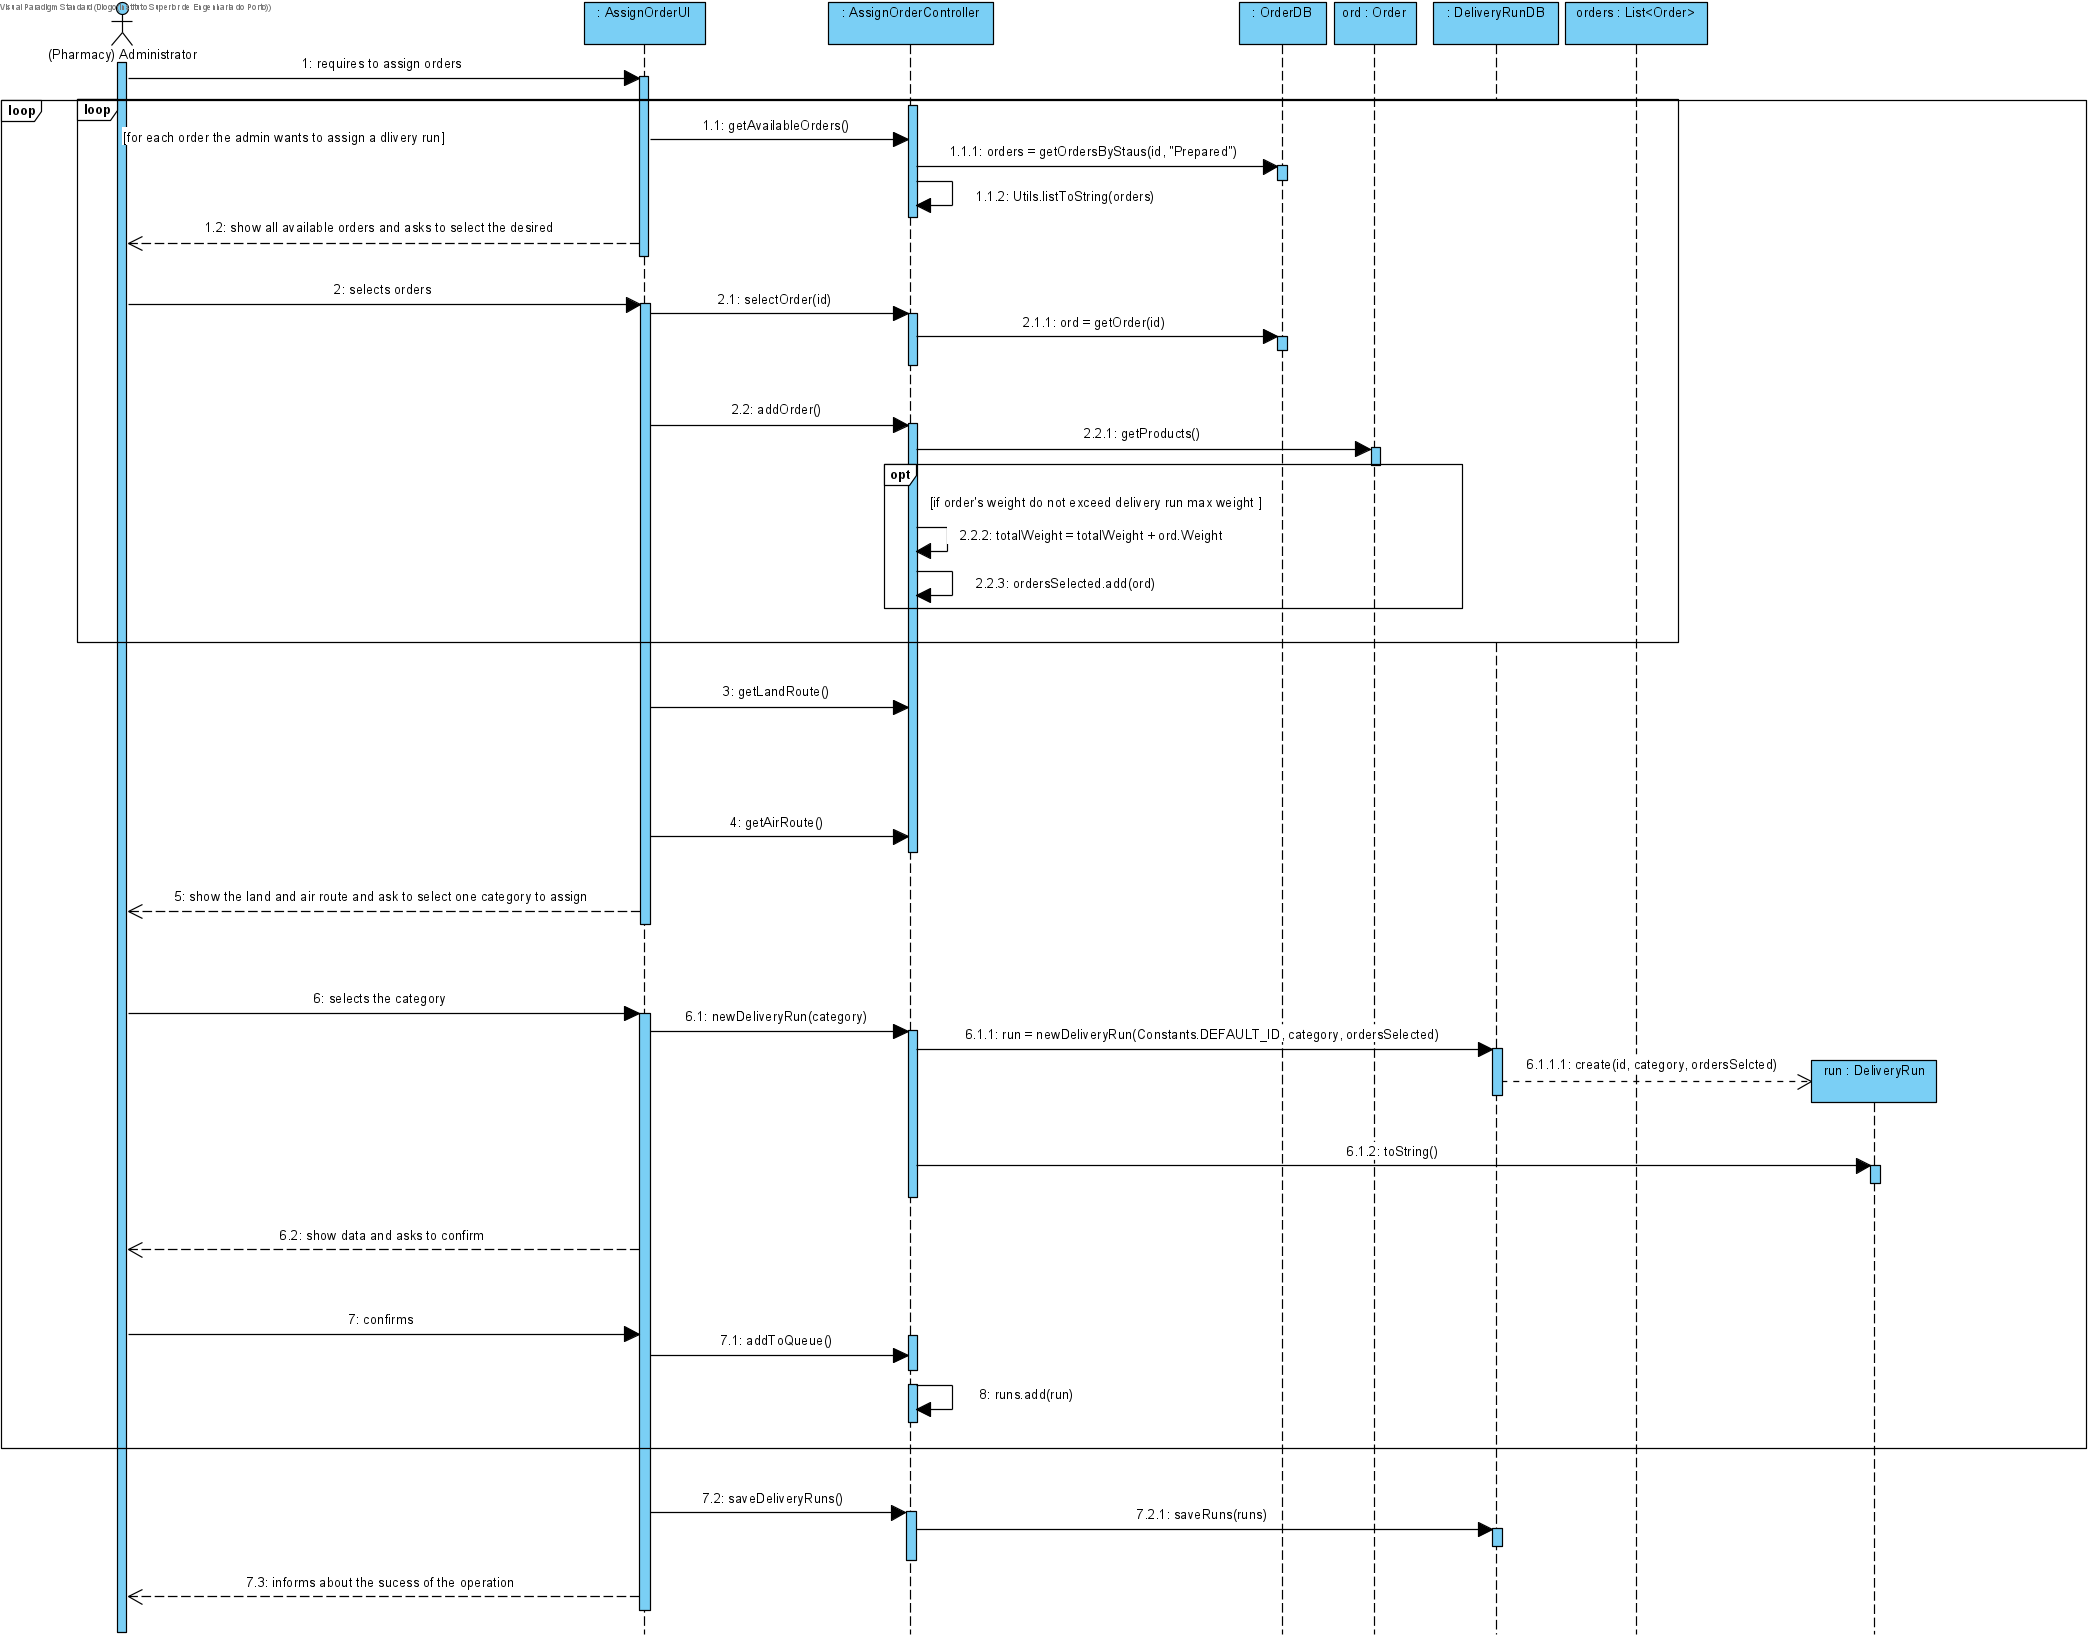 Visual Paradigm Standard (Diogo(Instituto Superior de Engenharia do Porto))
(Pharmacy) Administrator
: AssignOrderUI
: AssignOrderController
: OrderDB
ord : Order
: DeliveryRunDB
orders : List<Order>
1: requires to assign orders
loop
loop
[for each order the admin wants to assign a dlivery run]
1.1: getAvailableOrders()
1.1.1: orders = getOrdersByStaus(id, "Prepared")
1.1.2: Utils.listToString(orders)
1.2: show all available orders and asks to select the desired
2: selects orders
2.1: selectOrder(id)
2.1.1: ord = getOrder(id)
2.2: addOrder()
2.2.1: getProducts()
opt
[if order's weight do not exceed delivery run max weight ]
2.2.2: totalWeight = totalWeight + ord.Weight
2.2.3: ordersSelected.add(ord)
3: getLandRoute()
4: getAirRoute()
5: show the land and air route and ask to select one category to assign
6: selects the category
6.1: newDeliveryRun(category)
6.1.1: run = newDeliveryRun(Constants.DEFAULT_ID, category, ordersSelected)
6.1.1.1: create(id, category, ordersSelcted)
run : DeliveryRun
6.1.2: toString()
6.2: show data and asks to confirm
7: confirms
7.1: addToQueue()
8: runs.add(run)
7.2: saveDeliveryRuns()
7.2.1: saveRuns(runs)
7.3: informs about the sucess of the operation